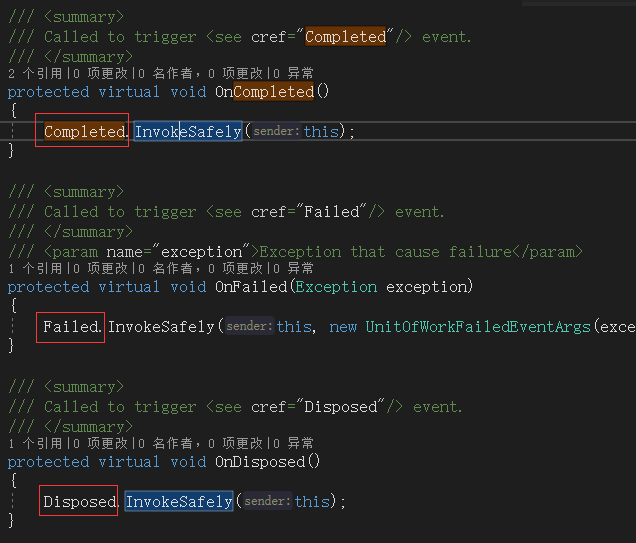 /// <summary>
/// Called to trigger <see cref="Completed"/> event.
/// </summary>
2 个引用|0 项更改|0 名作者，0 项更改|0 异常
protected virtual void OnCompleted()
{
Completed.InvokeSafely(sender:this);
}
/// <summary>
/// Called to trigger <see cref="Failed"/> event.
/// </summary>
/// <param name="exception">Exception that cause failure</param>
1 个引用|0 项更改|0 名作者，0 项更改|0 异常
protected virtual void OnFailed(Exception exception)
{
Failed.InvokeSafely(sender:this, new UnitOfWorkFailedEventArgs(exce
}
/// <summary>
/// Called to trigger <see cref="Disposed"/> event.
/// </summary>
1 个引用|0 项更改|0 名作者，0 项更改|0 异常
protected virtual void OnDisposed()
{
Disposed.InvokeSafely(sender:this);
}